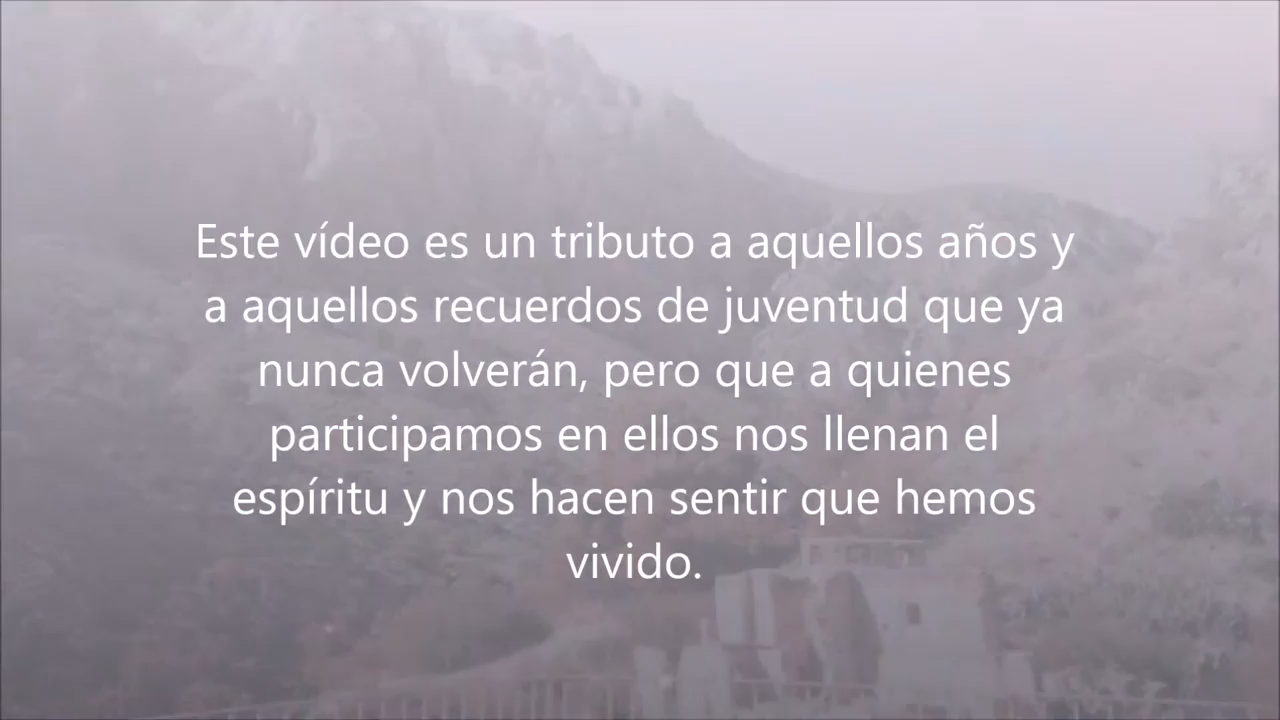 Este vídeo es un tributo a aquellos años y
a aquellos recuerdos de juventud que ya
nunca volverán, pero que a quienes
participamos en ellos nos llenan el
espíritu y nos hacen sentir que hemos
vivido.